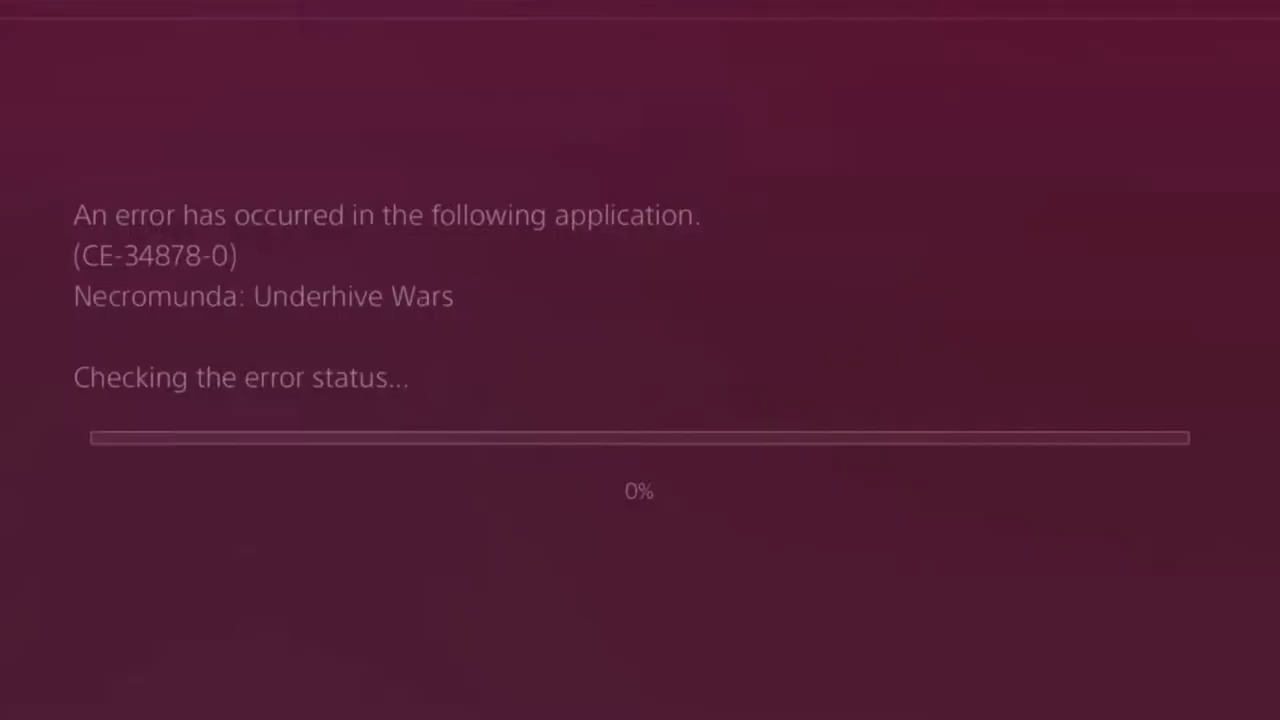 An error has occurred in the following application.
(CE-34878-0)
Necromunda: Underhive Wars
Checking the error status...
0%